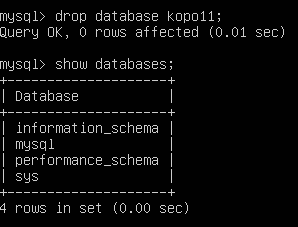 mysql> drop database kopo11;
Query OK, 0 rows affected (0.01 sec)
mysql> show databases;
+--------------------+
| Database           |
+--------------------+
| information_schema |
| mysql              |
| performance_schema |
| sys                |
+--------------------+
4 rows in set (0.00 sec)